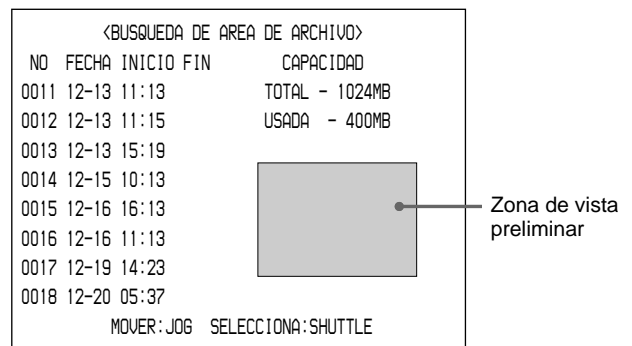 <BUSQUEDA DE AREA DE ARCHIVO>
NO FECHA INICIO FIN CAPACIDAD
0011 12-13 11:13 TOTAL - 1024MB
0012 12-13 11:15 USADA - 400MB
0013 12-13 15:19
0014 12-15 10:13
0015 12-16 16:13
0016 12-16 11:13
0017 12-19 14:23
0018 12-20 05:37
Zona de vista
preliminar
MOVER:JOG SELECCIONA:SHUTTLE